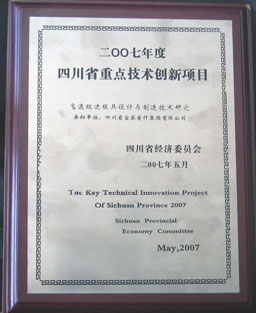 二〇〇七年度
四川省重点技术创新项目
高速级进模具设计与制造技术研究
承担单位：四川省宜宾普什集团有限公司
四川省经济委员会
二〇〇七年五月
The Key Technical Innovation Project
Of Sichuan Province 2007
Sichuan Provincial
Economy Committee
May,2007